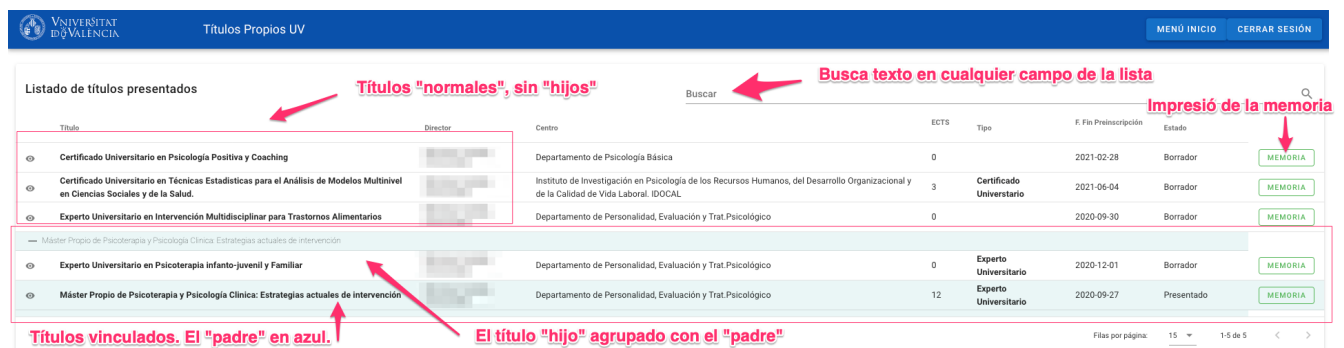 VNIVERSITAT
DӦVALÈNCIA
Títulos Propios UV
MENÚ INICIO
CERRAR SESIÓN
Listado de títulos presentados
Títulos "normales", sin "hijos"
Buscar
Busca texto en cualquier campo de la lista
Impresió de la memoria
Título
Director
Centro
ECTS
Tipo
F. Fin Preinscripción
Estado
Certificado Universitario en Psicología Positiva y Coaching
Departamento de Psicología Básica
0
2021-02-28
Borrador
MEMORIA
Certificado Universitario en Técnicas Estadísticas para el Análisis de Modelos Multinivel
en Ciencias Sociales y de la Salud.
Instituto de Investigación en Psicología de los Recursos Humanos, del Desarrollo Organizacional y
de la Calidad de Vida Laboral. IDOCAL
3
Certificado
Universtario
2021-06-04
Borrador
MEMORIA
Experto Universitario en Intervención Multidisciplinar para Trastornos Alimentarios
Departamento de Personalidad, Evaluación y Trat.Psicológico
0
2020-09-30
Borrador
MEMORIA
Máster Propio de Psicoterapia y Psicología Clinica: Estrategias actuales de intervención
Experto Universitario en Psicoterapia infanto-juvenil y Familiar
Departamento de Personalidad, Evaluación y Trat.Psicológico
0
Experto
Universitario
2020-12-01
Borrador
MEMORIA
Máster Propio de Psicoterapia y Psicología Clinica: Estrategias actuales de intervención
Departamento de Personalidad, Evaluación y Trat.Psicológico
12
Experto
Universitario
2020-09-27
Presentado
MEMORIA
Títulos vinculados. El "padre" en azul.
El título "hijo" agrupado con el "padre"
Filas por página:
15
1-5 de 5